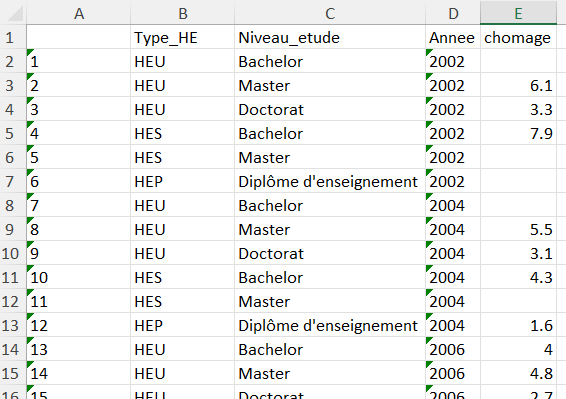 A B C D E
1 Type_HE Niveau_etude Annee chomage
2 1 HEU Bachelor 2002
3 2 HEU Master 2002 6.1
4 3 HEU Doctorat 2002 3.3
5 4 HES Bachelor 2002 7.9
6 5 HES Master 2002
7 6 HEP Diplôme d'enseignement 2002
8 7 HEU Bachelor 2004
9 8 HEU Master 2004 5.5
10 9 HEU Doctorat 2004 3.1
11 10 HES Bachelor 2004 4.3
12 11 HES Master 2004
13 12 HEP Diplôme d'enseignement 2004 1.6
14 13 HEU Bachelor 2006 4
15 14 HEU Master 2006 4.8
16 15 HEU Doctorat 2006 2.7